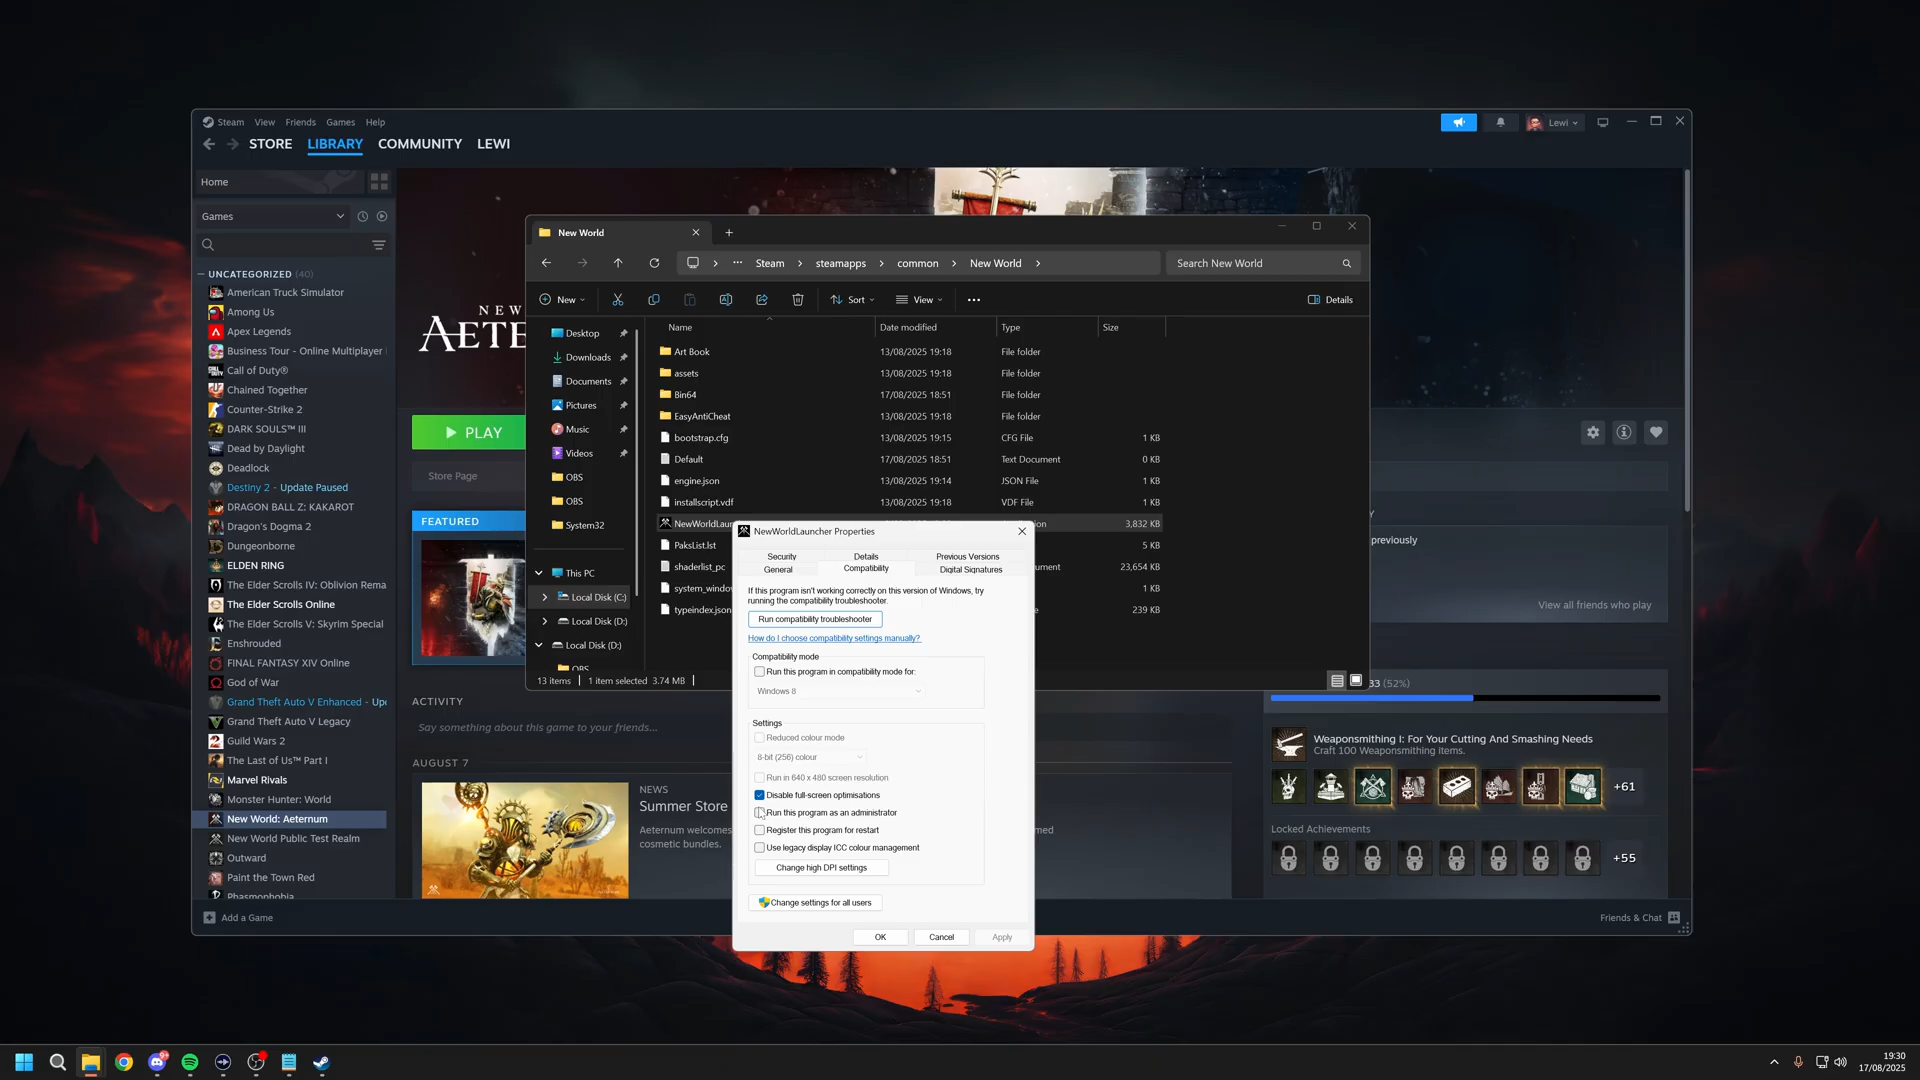 Steam View Friends Games Help
Lewi
STORE LIBRARY COMMUNITY LEWI
Home
Games
UNCATEGORIZED (40)
American Truck Simulator
Among Us
Apex Legends
Business Tour - Online Multiplayer
Call of Duty®
Chained Together
Counter-Strike 2
DARK SOULS™ III
Dead by Daylight
Deadlock
Destiny 2 - Update Paused
DRAGON BALL Z: KAKAROT
Dragon's Dogma 2
Dungeonborne
ELDEN RING
The Elder Scrolls IV: Oblivion Rema
The Elder Scrolls Online
The Elder Scrolls V: Skyrim Special
Enshrouded
FINAL FANTASY XIV Online
God of War
Grand Theft Auto V Enhanced - Upd
Grand Theft Auto V Legacy
Guild Wars 2
The Last of Us™ Part I
Marvel Rivals
Monster Hunter: World
New World: Aeternum
New World Public Test Realm
Outward
Paint the Town Red
Phasmophobia
Add a Game
NEW
AETE
PLAY
Store Page
FEATURED
ACTIVITY
Say something about this game to your friends...
AUGUST 7
NEWS
Summer Store
Aeternum welcomes
cosmetic bundles.
New World
Steam steamapps common New World
Search New World
New Sort View Details
Desktop
Downloads
Documents
Pictures
Music
Videos
OBS
OBS
System32
This PC
Local Disk (C:)
Local Disk (D:)
Local Disk (D:)
OBS
Name Date modified Type Size
Art Book 13/08/2025 19:18 File folder
assets 13/08/2025 19:18 File folder
Bin64 17/08/2025 18:51 File folder
EasyAntiCheat 13/08/2025 19:18 File folder
bootstrap.cfg 13/08/2025 19:15 CFG File 1 KB
Default 17/08/2025 18:51 Text Document 0 KB
engine.json 13/08/2025 19:14 JSON File 1 KB
installscript.vdf 13/08/2025 19:18 VDF File 1 KB
NewWorldLaun on 3,832 KB
PaksList.lst 5 KB
shaderlist_pc ument 23,654 KB
system_window 1 KB
typeindex.json e 239 KB
13 items 1 item selected 3.74 MB
NewWorldLauncher Properties
Security Details Previous Versions
General Compatibility Digital Signatures
If this program isn't working correctly on this version of Windows, try
running the compatibility troubleshooter.
Run compatibility troubleshooter
How do I choose compatibility settings manually?
Compatibility mode
Run this program in compatibility mode for:
Windows 8
Settings
Reduced colour mode
8-bit (256) colour
Run in 640 x 480 screen resolution
Disable full-screen optimisations
Run this program as an administrator
Register this program for restart
Use legacy display ICC colour management
Change high DPI settings
Change settings for all users
OK Cancel Apply
Y
previously
View all friends who play
33 (52%)
Weaponsmithing I: For Your Cutting And Smashing Needs
Craft 100 Weaponsmithing items.
+61
Locked Achievements
+55
med
Friends & Chat
9+
19:30
17/08/2025